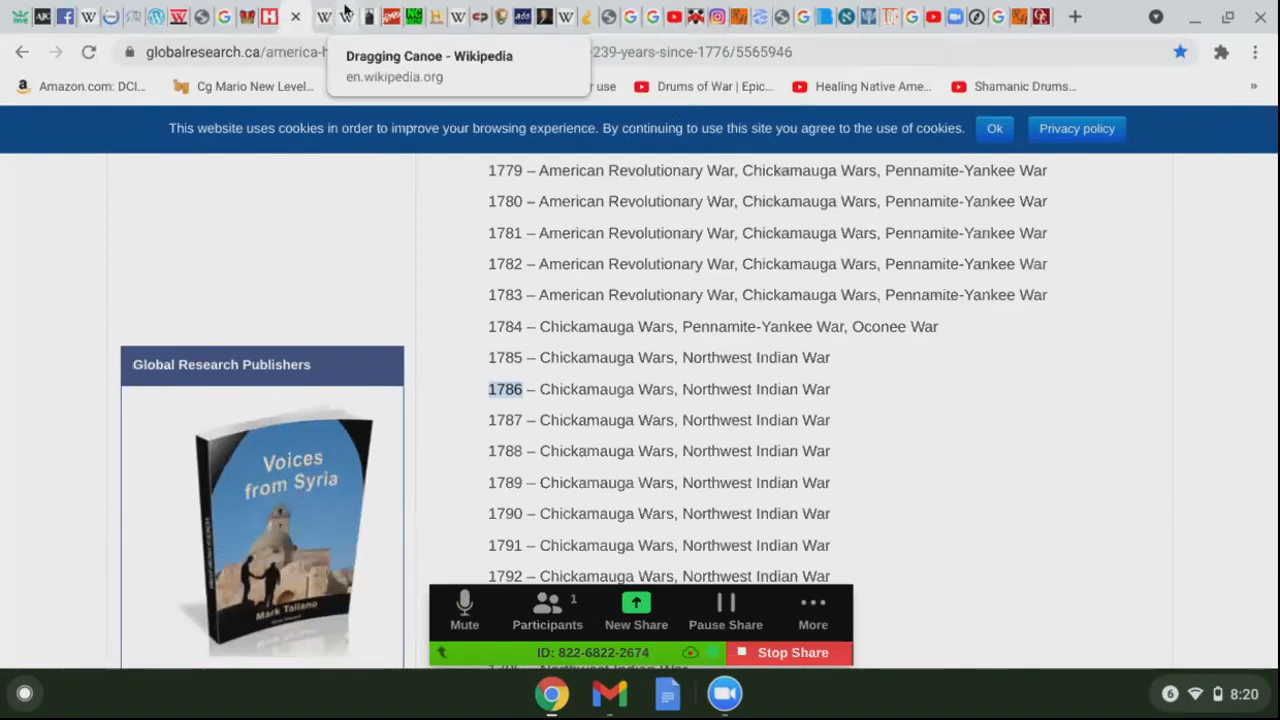 globalresearch.ca/america-h
239-years-since-1776/5565946
Dragging Canoe - Wikipedia
en.wikipedia.org
Amazon.com: DCI...
Cg Mario New Level...
r use
Drums of War | Epic...
Healing Native Ame...
Shamanic Drums...
»
This website uses cookies in order to improve your browsing experience. By continuing to use this site you agree to the use of cookies.
Ok
Privacy policy
1779 – American Revolutionary War, Chickamauga Wars, Pennamite-Yankee War
1780 – American Revolutionary War, Chickamauga Wars, Pennamite-Yankee War
1781 – American Revolutionary War, Chickamauga Wars, Pennamite-Yankee War
1782 – American Revolutionary War, Chickamauga Wars, Pennamite-Yankee War
1783 – American Revolutionary War, Chickamauga Wars, Pennamite-Yankee War
1784 – Chickamauga Wars, Pennamite-Yankee War, Oconee War
1785 – Chickamauga Wars, Northwest Indian War
1786 – Chickamauga Wars, Northwest Indian War
1787 – Chickamauga Wars, Northwest Indian War
1788 – Chickamauga Wars, Northwest Indian War
1789 – Chickamauga Wars, Northwest Indian War
1790 – Chickamauga Wars, Northwest Indian War
1791 – Chickamauga Wars, Northwest Indian War
1792 – Chickamauga Wars, Northwest Indian War
Global Research Publishers
Voices
from Syria
Mark Taliano
Mute
Participants
1
New Share
Pause Share
More
ID: 822-6822-2674
Stop Share
6
8:20